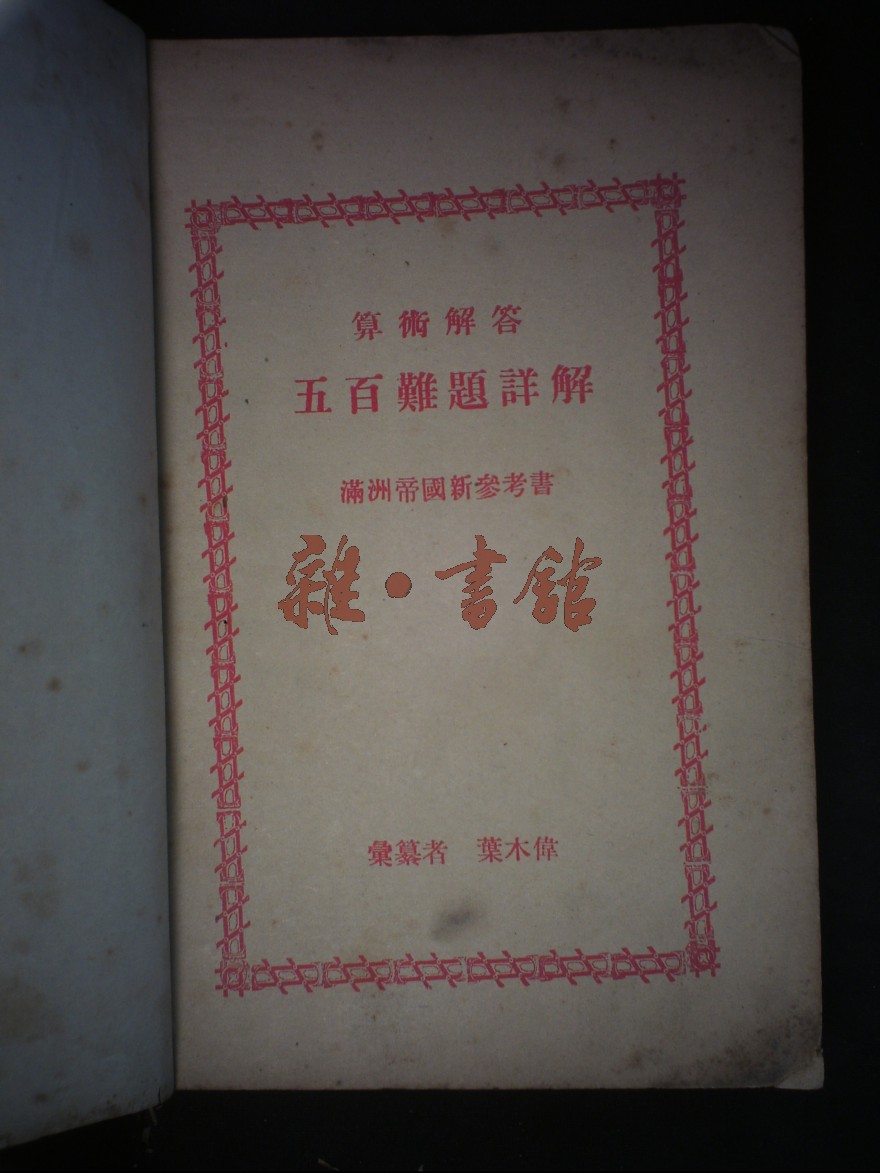 算術解答
五百難題詳解
滿洲帝國新參考書
雜·書館
彙纂者 葉木偉